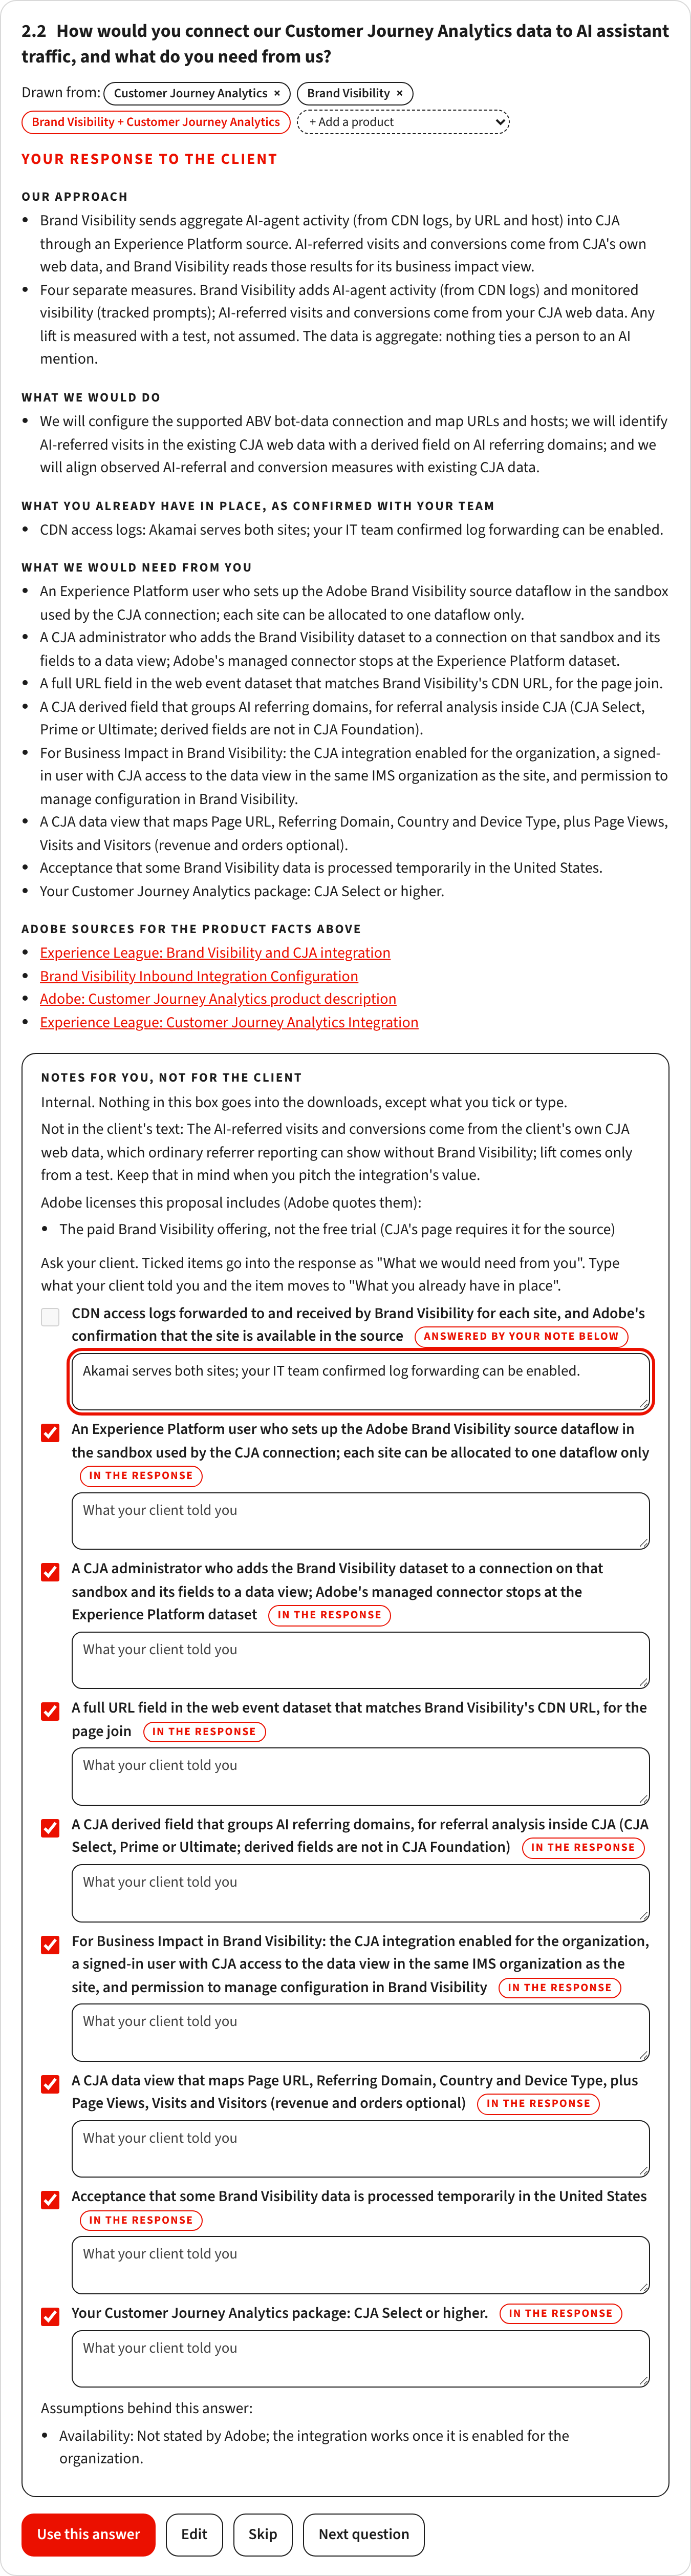 2.2 How would you connect our Customer Journey Analytics data to AI assistant
traffic, and what do you need from us?
Drawn from: Customer Journey Analytics × Brand Visibility ×
Brand Visibility + Customer Journey Analytics + Add a product
YOUR RESPONSE TO THE CLIENT
OUR APPROACH
• Brand Visibility sends aggregate AI-agent activity (from CDN logs, by URL and host) into CJA
through an Experience Platform source. AI-referred visits and conversions come from CJA's own
web data, and Brand Visibility reads those results for its business impact view.
• Four separate measures. Brand Visibility adds AI-agent activity (from CDN logs) and monitored
visibility (tracked prompts); AI-referred visits and conversions come from your CJA web data. Any
lift is measured with a test, not assumed. The data is aggregate: nothing ties a person to an AI
mention.
WHAT WE WOULD DO
• We will configure the supported ABV bot-data connection and map URLs and hosts; we will identify
AI-referred visits in the existing CJA web data with a derived field on AI referring domains; and we
will align observed AI-referral and conversion measures with existing CJA data.
WHAT YOU ALREADY HAVE IN PLACE, AS CONFIRMED WITH YOUR TEAM
• CDN access logs: Akamai serves both sites; your IT team confirmed log forwarding can be enabled.
WHAT WE WOULD NEED FROM YOU
• An Experience Platform user who sets up the Adobe Brand Visibility source dataflow in the sandbox
used by the CJA connection; each site can be allocated to one dataflow only.
• A CJA administrator who adds the Brand Visibility dataset to a connection on that sandbox and its
fields to a data view; Adobe's managed connector stops at the Experience Platform dataset.
• A full URL field in the web event dataset that matches Brand Visibility's CDN URL, for the page join.
• A CJA derived field that groups AI referring domains, for referral analysis inside CJA (CJA Select,
Prime or Ultimate; derived fields are not in CJA Foundation).
• For Business Impact in Brand Visibility: the CJA integration enabled for the organization, a signed-
in user with CJA access to the data view in the same IMS organization as the site, and permission to
manage configuration in Brand Visibility.
• A CJA data view that maps Page URL, Referring Domain, Country and Device Type, plus Page Views,
Visits and Visitors (revenue and orders optional).
• Acceptance that some Brand Visibility data is processed temporarily in the United States.
• Your Customer Journey Analytics package: CJA Select or higher.
ADOBE SOURCES FOR THE PRODUCT FACTS ABOVE
• Experience League: Brand Visibility and CJA integration
• Brand Visibility Inbound Integration Configuration
• Adobe: Customer Journey Analytics product description
• Experience League: Customer Journey Analytics Integration
NOTES FOR YOU, NOT FOR THE CLIENT
Internal. Nothing in this box goes into the downloads, except what you tick or type.
Not in the client's text: The AI-referred visits and conversions come from the client's own CJA
web data, which ordinary referrer reporting can show without Brand Visibility; lift comes only
from a test. Keep that in mind when you pitch the integration's value.
Adobe licenses this proposal includes (Adobe quotes them):
• The paid Brand Visibility offering, not the free trial (CJA's page requires it for the source)
Ask your client. Ticked items go into the response as "What we would need from you". Type
what your client told you and the item moves to "What you already have in place".
CDN access logs forwarded to and received by Brand Visibility for each site, and Adobe's
confirmation that the site is available in the source ANSWERED BY YOUR NOTE BELOW
Akamai serves both sites; your IT team confirmed log forwarding can be enabled.
An Experience Platform user who sets up the Adobe Brand Visibility source dataflow in
the sandbox used by the CJA connection; each site can be allocated to one dataflow only
IN THE RESPONSE
What your client told you
A CJA administrator who adds the Brand Visibility dataset to a connection on that
sandbox and its fields to a data view; Adobe's managed connector stops at the
Experience Platform dataset IN THE RESPONSE
What your client told you
A full URL field in the web event dataset that matches Brand Visibility's CDN URL, for the
page join IN THE RESPONSE
What your client told you
A CJA derived field that groups AI referring domains, for referral analysis inside CJA (CJA
Select, Prime or Ultimate; derived fields are not in CJA Foundation) IN THE RESPONSE
What your client told you
For Business Impact in Brand Visibility: the CJA integration enabled for the organization,
a signed-in user with CJA access to the data view in the same IMS organization as the
site, and permission to manage configuration in Brand Visibility IN THE RESPONSE
What your client told you
A CJA data view that maps Page URL, Referring Domain, Country and Device Type, plus
Page Views, Visits and Visitors (revenue and orders optional) IN THE RESPONSE
What your client told you
Acceptance that some Brand Visibility data is processed temporarily in the United States
IN THE RESPONSE
What your client told you
Your Customer Journey Analytics package: CJA Select or higher. IN THE RESPONSE
What your client told you
Assumptions behind this answer:
• Availability: Not stated by Adobe; the integration works once it is enabled for the
organization.
Use this answer Edit Skip Next question